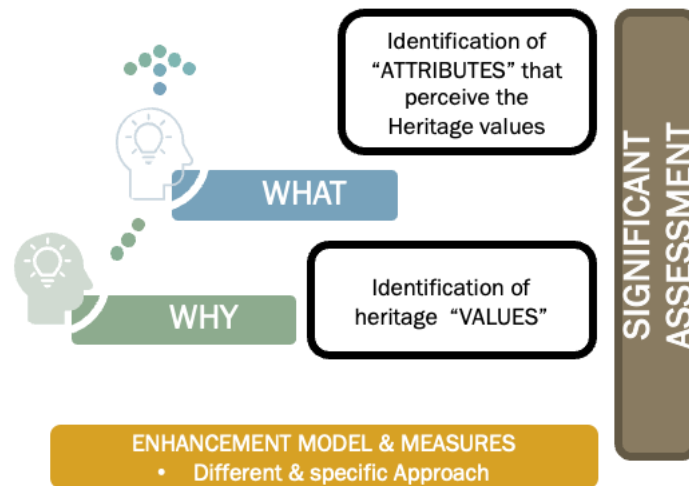 Identification of
“ATTRIBUTES” that
perceive the
Heritage values
WHAT
Identification of
heritage “VALUES”
WHY
SIGNIFICANT
ASSESSMENT
ENHANCEMENT MODEL & MEASURES
• Different & specific Approach